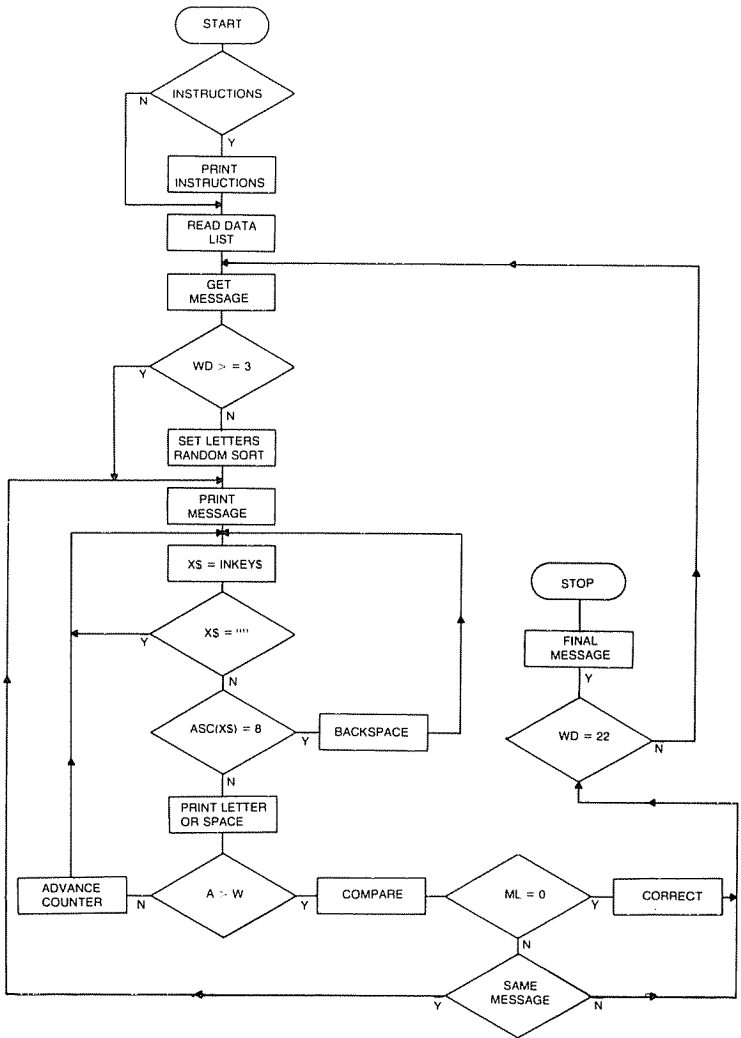 START
INSTRUCTIONS
N
Y
PRINT
INSTRUCTIONS
READ DATA
LIST
GET
MESSAGE
WD > = 3
Y
N
SET LETTERS
RANDOM SORT
PRINT
MESSAGE
X$ = INKEY$
X$ = ""
Y
N
ASC(X$) = 8
Y
BACKSPACE
N
PRINT LETTER
OR SPACE
A > W
N
ADVANCE
COUNTER
Y
COMPARE
ML = 0
Y
CORRECT
N
SAME
MESSAGE
Y
N
STOP
FINAL
MESSAGE
Y
WD = 22
N